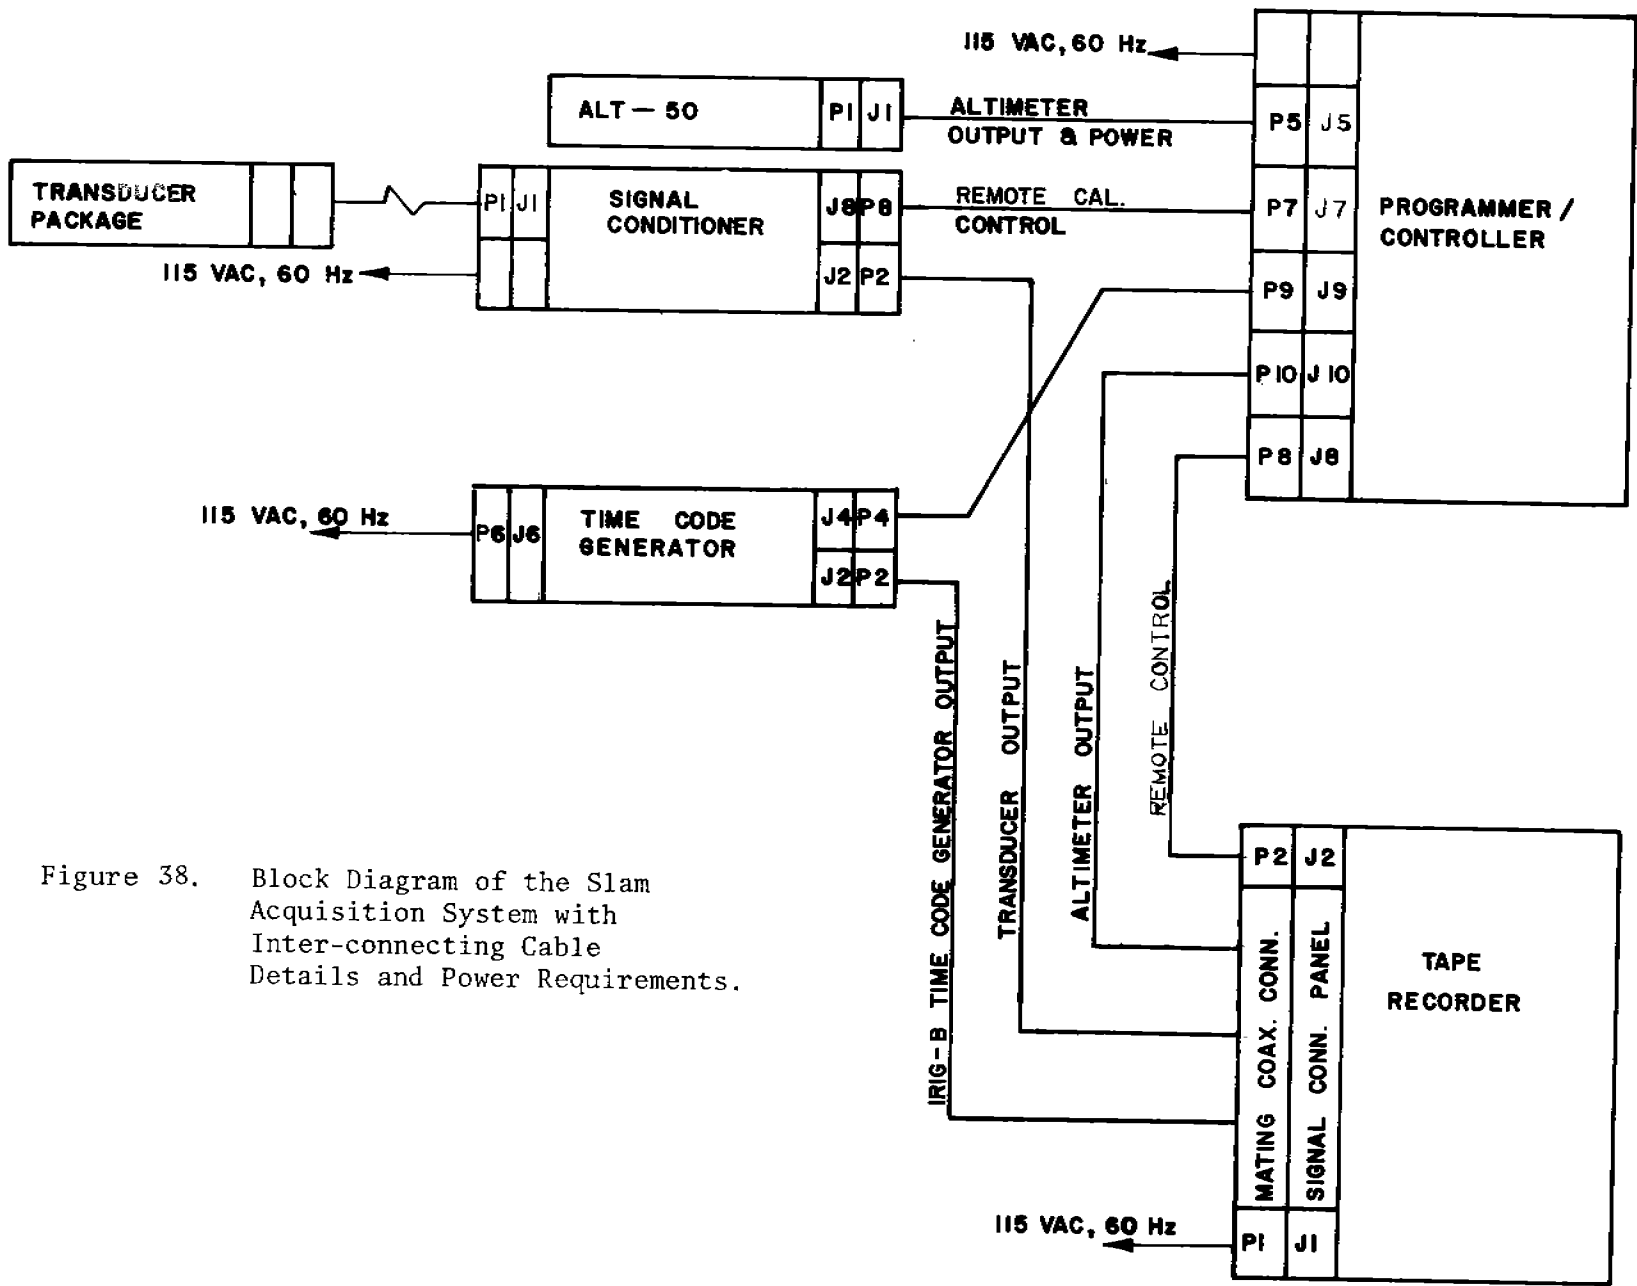 115 VAC, 60 Hz
ALT-50
P1 J1
ALTIMETER
OUTPUT & POWER
P5 J5
TRANSDUCER
PACKAGE
P1 J1
SIGNAL
CONDITIONER
J8 P8
REMOTE CAL.
CONTROL
P7 J7
PROGRAMMER /
CONTROLLER
115 VAC, 60 Hz
J2 P2
P9 J9
P10 J10
P8 J8
115 VAC, 60 Hz
P6 J6
TIME CODE
GENERATOR
J4 P4
J2 P2
IRIG-B TIME CODE GENERATOR OUTPUT
TRANSDUCER OUTPUT
ALTIMETER OUTPUT
REMOTE CONTROL
P2 J2
MATING COAX. CONN.
SIGNAL CONN. PANEL
TAPE
RECORDER
115 VAC, 60 Hz
P1 J1
Figure 38. Block Diagram of the Slam
Acquisition System with
Inter-connecting Cable
Details and Power Requirements.